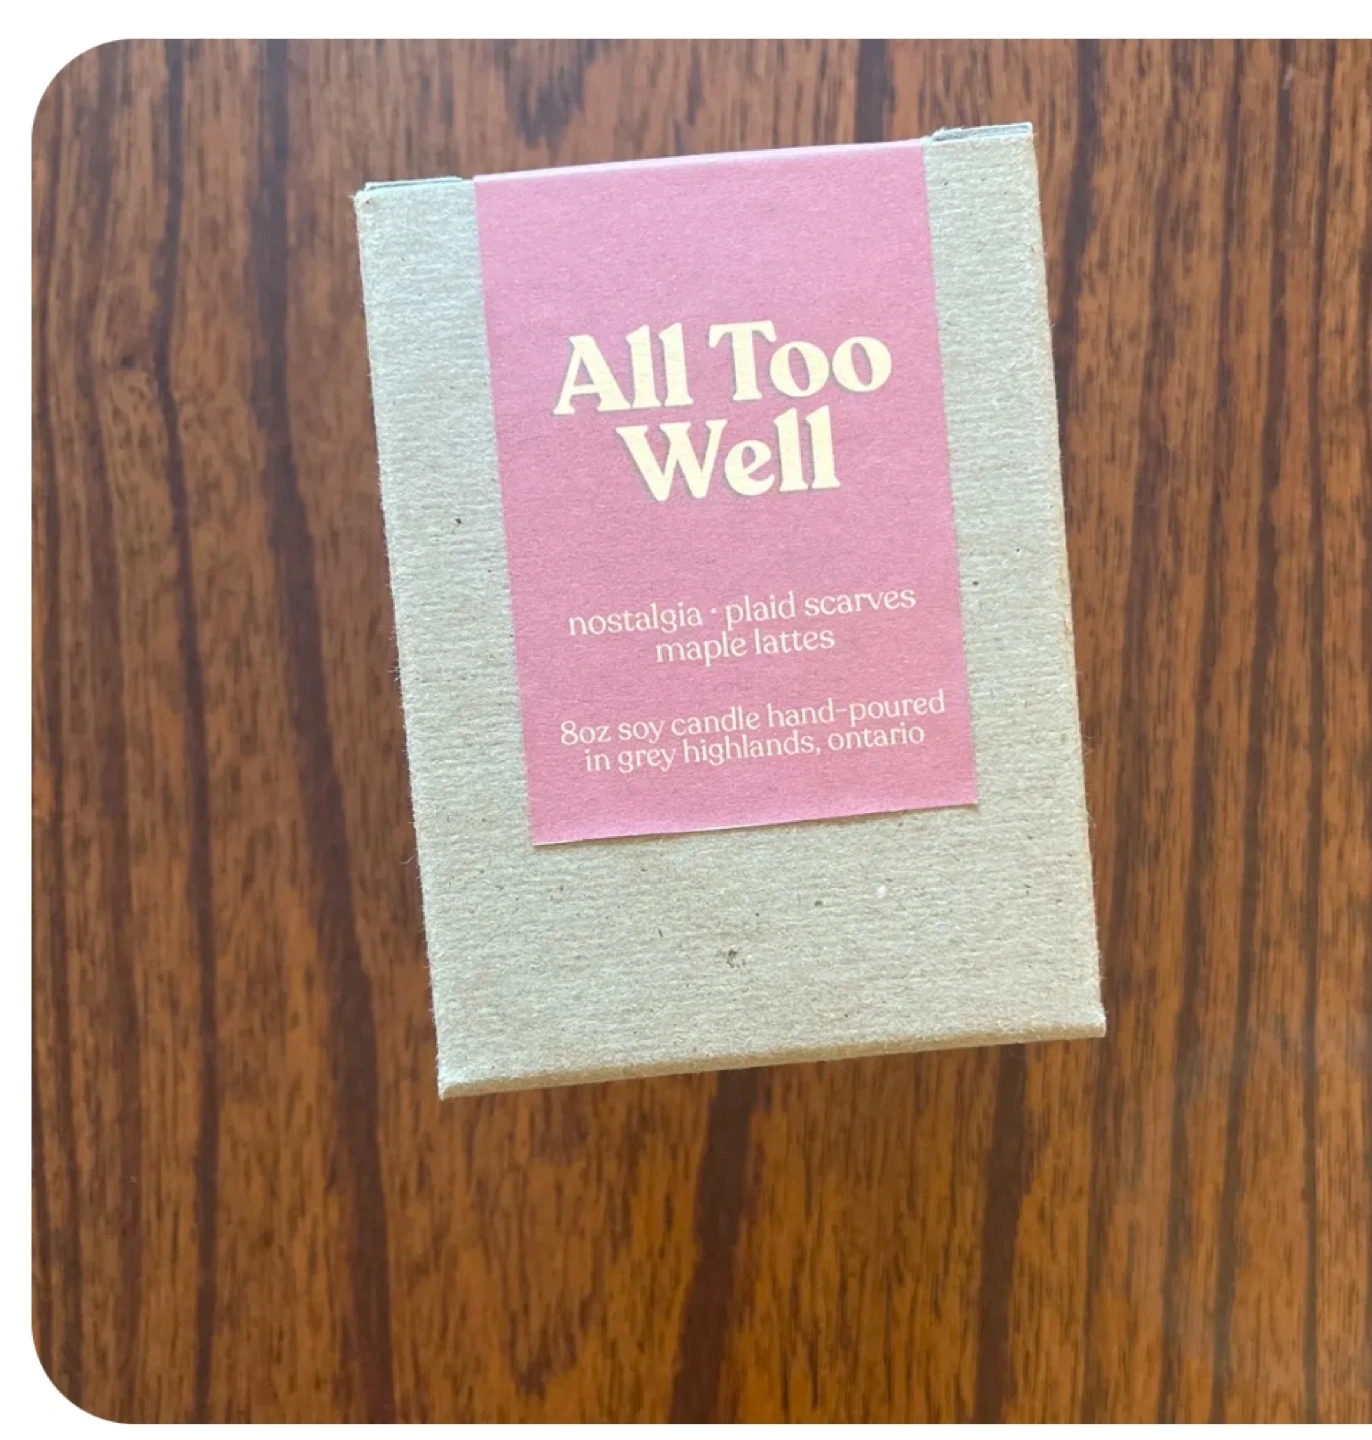 All Too
Well
nostalgia · plaid scarves
maple lattes
8oz soy candle hand-poured
in grey highlands, ontario